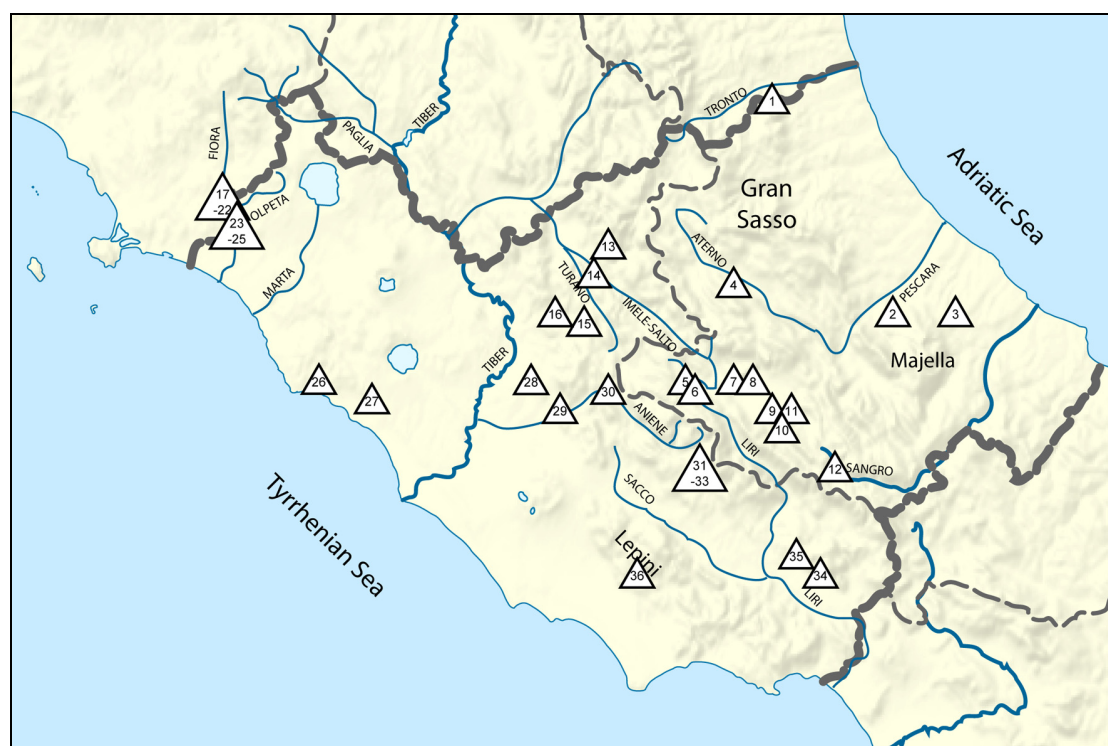 TRONTO
1
TIBER
PAGLIA
FIORA
Adriatic Sea
17
-22
OLPETA
Gran
Sasso
23
-25
ATERNO
13
14
TURANO
4
MARTA
PESCARA
IMELE-SALTO
16
15
2
3
TIBER
Majella
26
27
28
29
30
5
6
7
8
9
11
10
ANIENE
LIRI
12
SANGRO
31
-33
SACCO
Tyrrhenian Sea
Lepini
36
35
34
LIRI